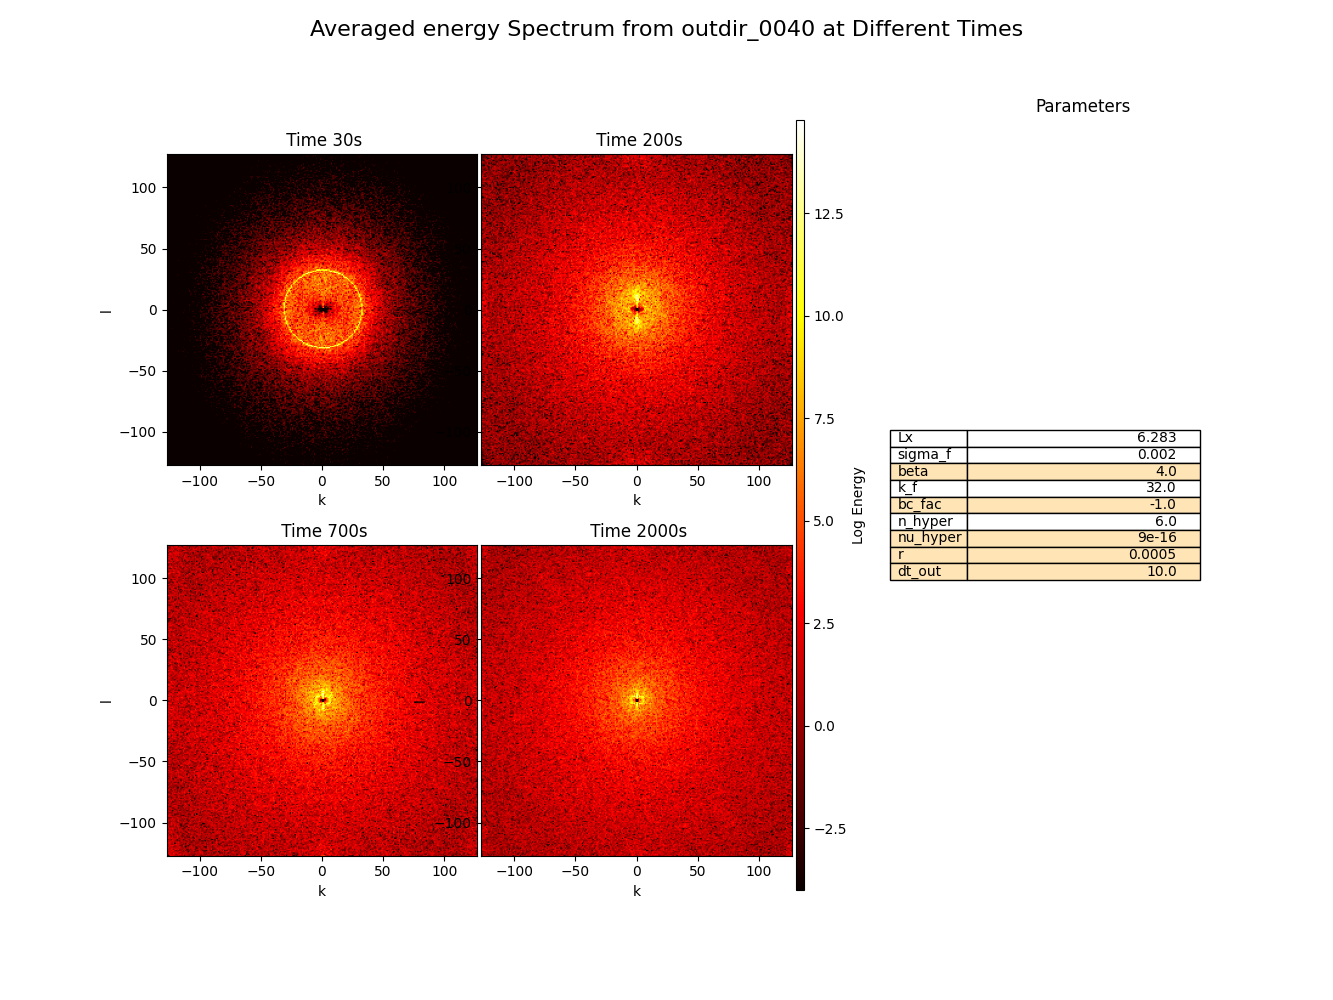 Averaged energy Spectrum from outdir_0040 at Different Times
Parameters
Time 30s
Time 200s
100
50
0
−50
−100
l
−100 −50 0 50 100
k
−100 −50 0 50 100
k
Time 700s
Time 2000s
100
50
0
−50
−100
l
100
50
0
−50
−100
l
−100 −50 0 50 100
k
−100 −50 0 50 100
k
12.5
10.0
7.5
5.0
2.5
0.0
−2.5
Log Energy
Lx 6.283
sigma_f 0.002
beta 4.0
k_f 32.0
bc_fac -1.0
n_hyper 6.0
nu_hyper 9e-16
r 0.0005
dt_out 10.0